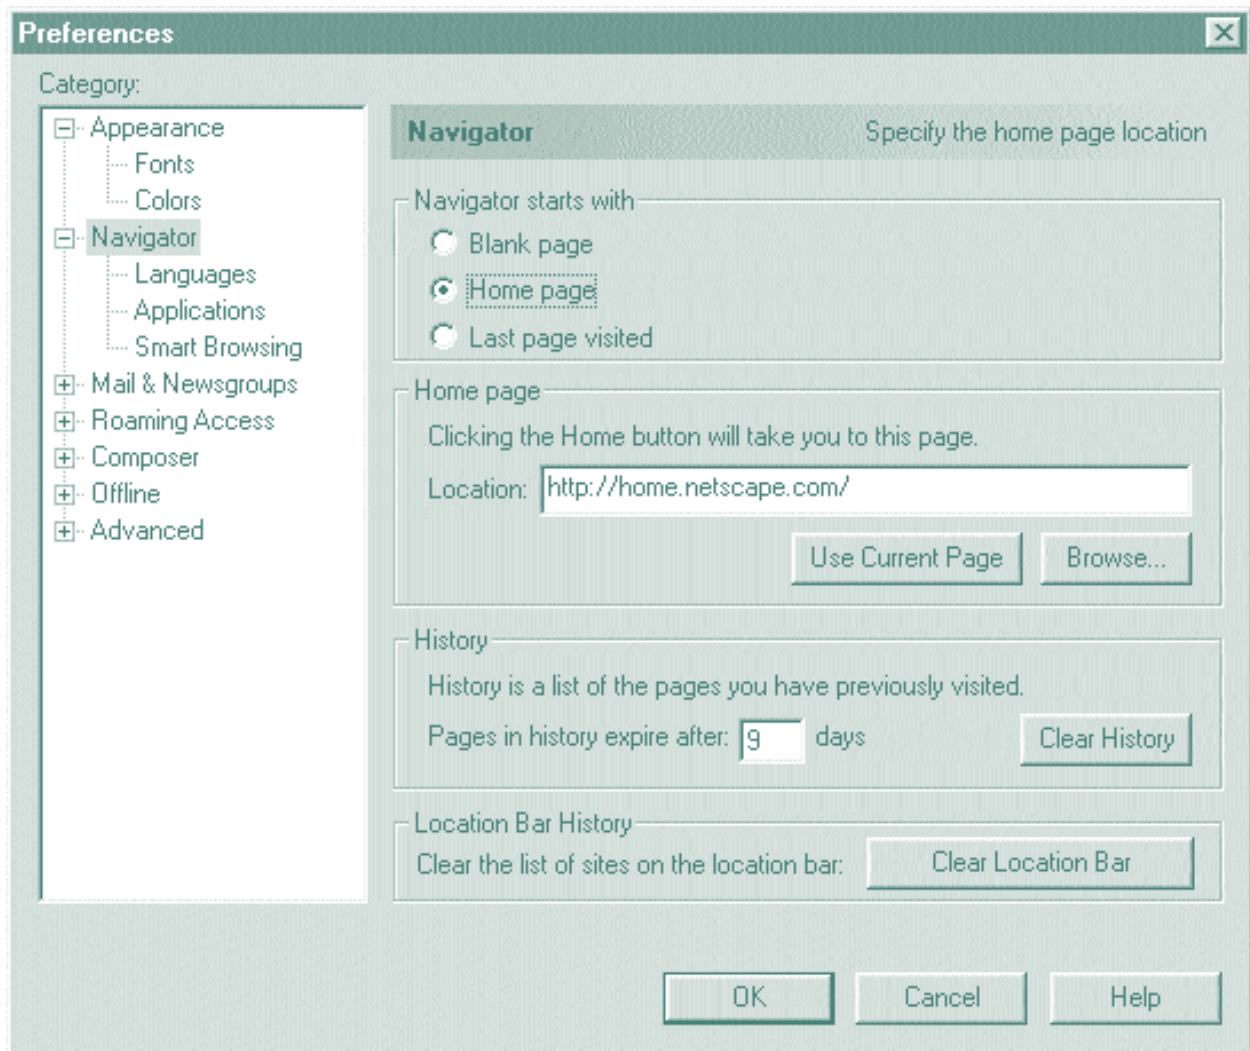 Preferences
Category:
Appearance
Fonts
Colors
Navigator
Languages
Applications
Smart Browsing
Mail & Newsgroups
Roaming Access
Composer
Offline
Advanced
Navigator Specify the home page location
Navigator starts with
Blank page
Home page
Last page visited
Home page
Clicking the Home button will take you to this page.
Location: http://home.netscape.com/
Use Current Page Browse...
History
History is a list of the pages you have previously visited.
Pages in history expire after: 9 days Clear History
Location Bar History
Clear the list of sites on the location bar: Clear Location Bar
OK Cancel Help